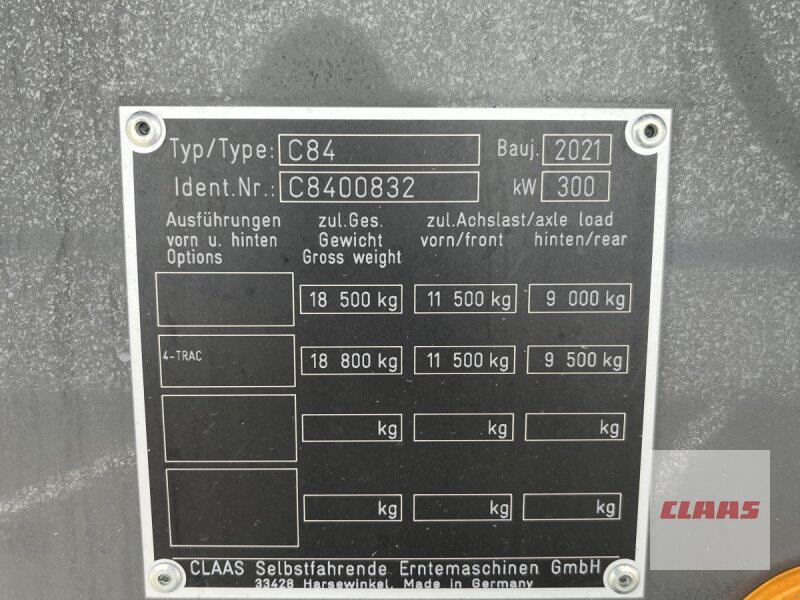 Typ/Type: C84 Bauj. 2021
Ident.Nr.: C8400832 kW 300
Ausführungen zul.Ges. zul.Achslast/axle load
vorn u. hinten Gewicht vorn/front hinten/rear
Options Gross weight
18 500 kg 11 500 kg 9 000 kg
4-TRAC 18 800 kg 11 500 kg 9 500 kg
kg kg kg
kg kg kg
CLAAS
CLAAS Selbstfahrende Erntemaschinen GmbH
33428 Harsewinkel, Made in Germany